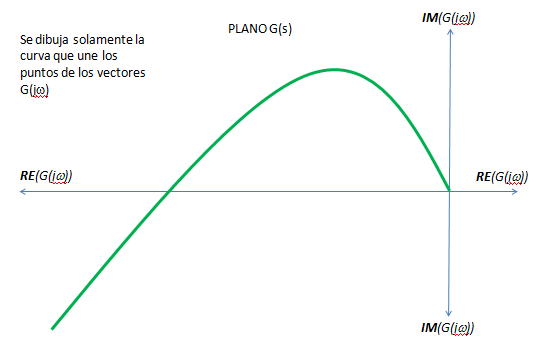 IM(G(jω))
PLANO G(s)
Se dibuja solamente la
curva que une los
puntos de los vectores
G(jω)
RE(G(jω))
RE(G(jω))
IM(G(jω))